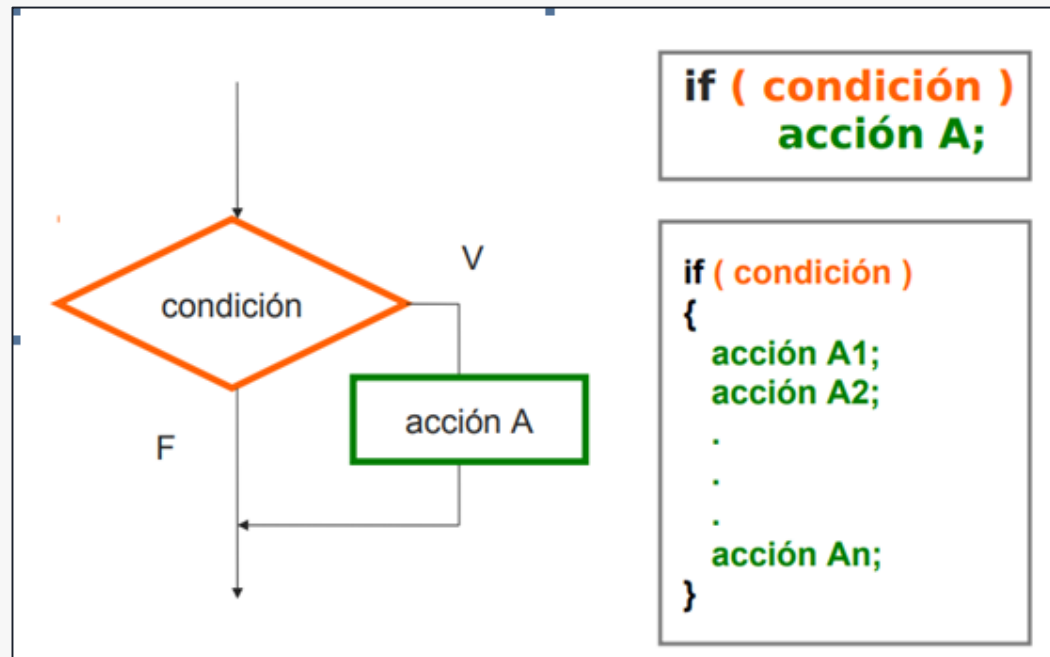 condición
V
F
acción A
if ( condición )
acción A;
if ( condición )
{
acción A1;
acción A2;
.
.
.
acción An;
}